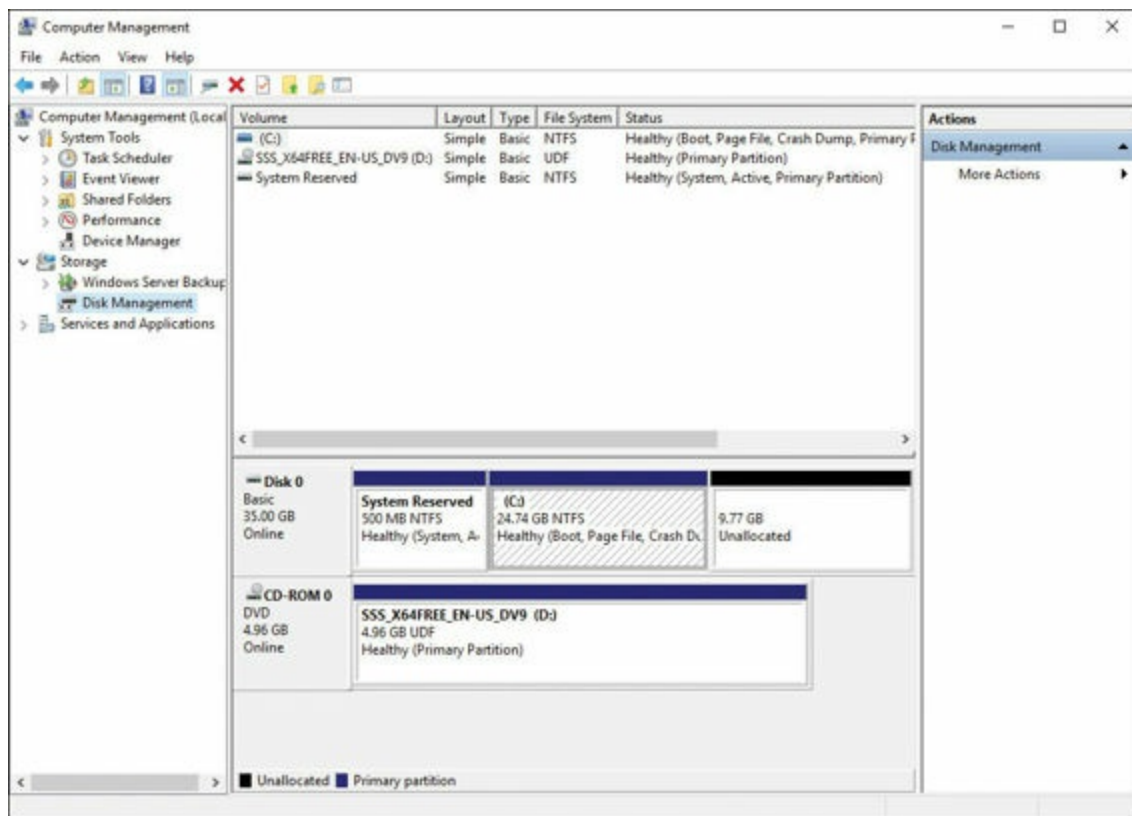 Computer Management
File Action View Help
Computer Management (Local
System Tools
Task Scheduler
Event Viewer
Shared Folders
Performance
Device Manager
Storage
Windows Server Backup
Disk Management
Services and Applications
Volume Layout Type File System Status
(C:) Simple Basic NTFS Healthy (Boot, Page File, Crash Dump, Primary P
SSS_X64FREE_EN-US_DV9 (D:) Simple Basic UDF Healthy (Primary Partition)
System Reserved Simple Basic NTFS Healthy (System, Active, Primary Partition)
Disk 0
Basic
35.00 GB
Online
System Reserved
500 MB NTFS
Healthy (System, A
(C:)
24.74 GB NTFS
Healthy (Boot, Page File, Crash Du
9.77 GB
Unallocated
CD-ROM 0
DVD
4.96 GB
Online
SSS_X64FREE_EN-US_DV9 (D:)
4.96 GB UDF
Healthy (Primary Partition)
Unallocated Primary partition
Actions
Disk Management
More Actions